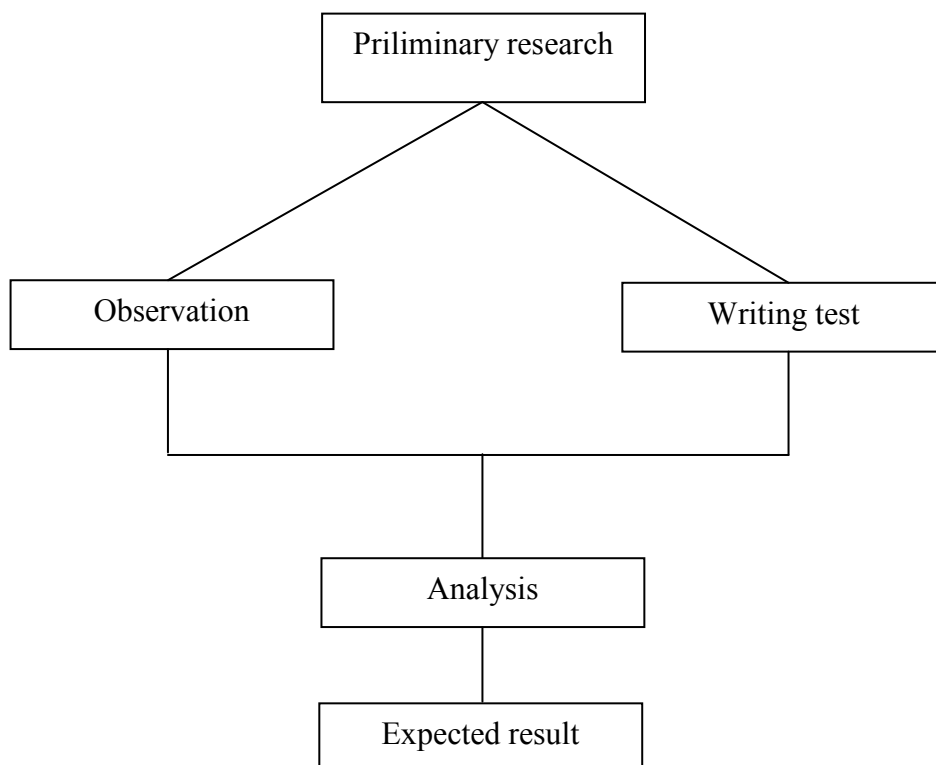 Priliminary research
Observation
Writing test
Analysis
Expected result